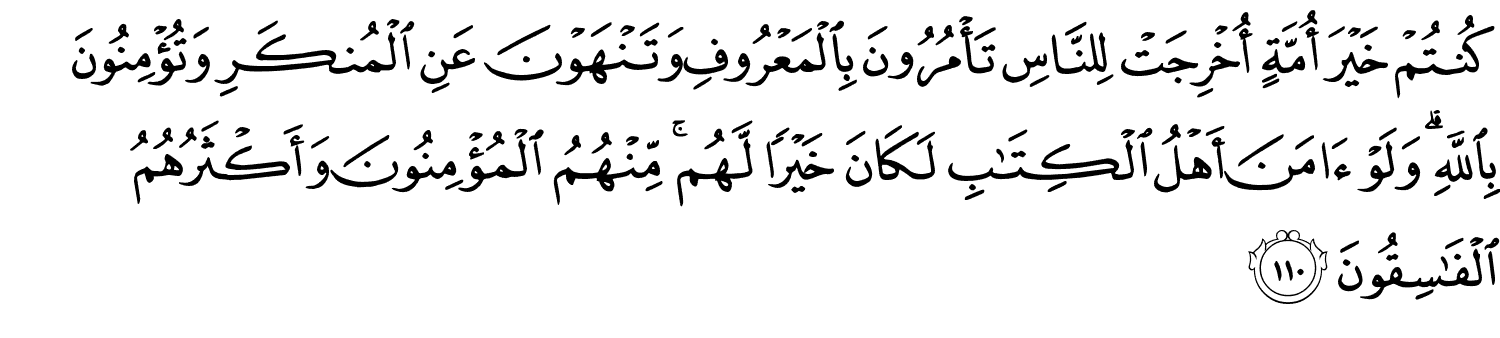 كُنتُمْ خَيْرَ أُمَّةٍ أُخْرِجَتْ لِلنَّاسِ تَأْمُرُونَ بِٱلْمَعْرُوفِ وَتَنْهَوْنَ عَنِ ٱلْمُنكَرِ وَتُؤْمِنُونَ
بِٱللَّهِ ۗ وَلَوْ ءَامَنَ أَهْلُ ٱلْكِتَـٰبِ لَكَانَ خَيْرًا لَّهُم ۚ مِّنْهُمُ ٱلْمُؤْمِنُونَ وَأَكْثَرُهُمُ
ٱلْفَـٰسِقُونَ ١١٠